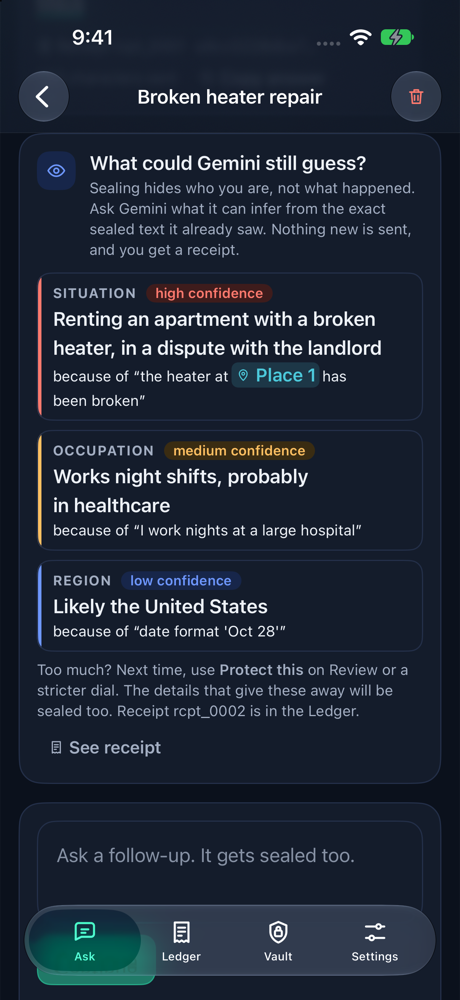 9:41
Broken heater repair
What could Gemini still guess?
Sealing hides who you are, not what happened.
Ask Gemini what it can infer from the exact
sealed text it already saw. Nothing new is sent,
and you get a receipt.
SITUATION high confidence
Renting an apartment with a broken
heater, in a dispute with the landlord
because of “the heater at Place 1 has
been broken”
OCCUPATION medium confidence
Works night shifts, probably
in healthcare
because of “I work nights at a large hospital”
REGION low confidence
Likely the United States
because of “date format 'Oct 28'”
Too much? Next time, use Protect this on Review or a
stricter dial. The details that give these away will be
sealed too. Receipt rcpt_0002 is in the Ledger.
See receipt
Ask a follow-up. It gets sealed too.
Ask Ledger Vault Settings